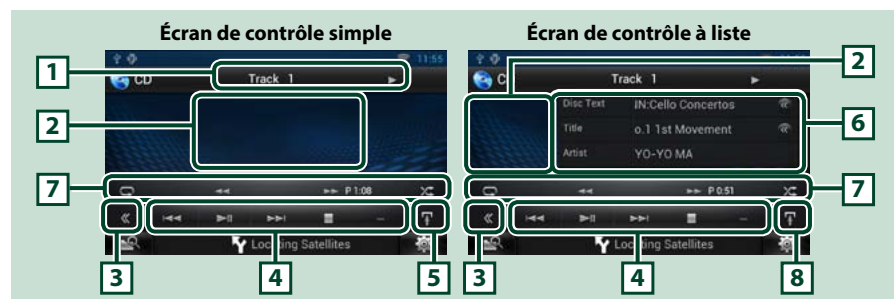 Écran de contrôle simple
Écran de contrôle à liste
11:55
CD
Track 1
P 1:08
Locating Satellites
1
2
7
3
4
5
C
Track 1
Disc Text IN:Cello Concertos
Title o.1 1st Movement
Artist YO-YO MA
P 0:51
Locating Satellites
2
6
7
3
4
8